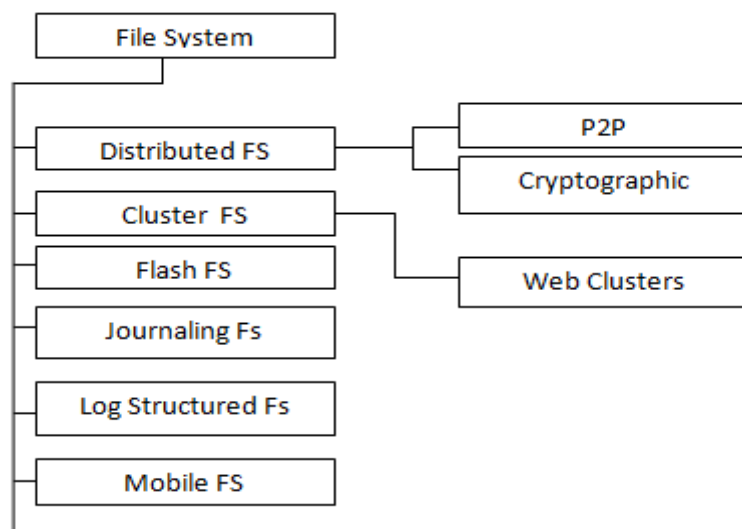 File System
Distributed FS
P2P
Cryptographic
Cluster FS
Web Clusters
Flash FS
Journaling Fs
Log Structured Fs
Mobile FS